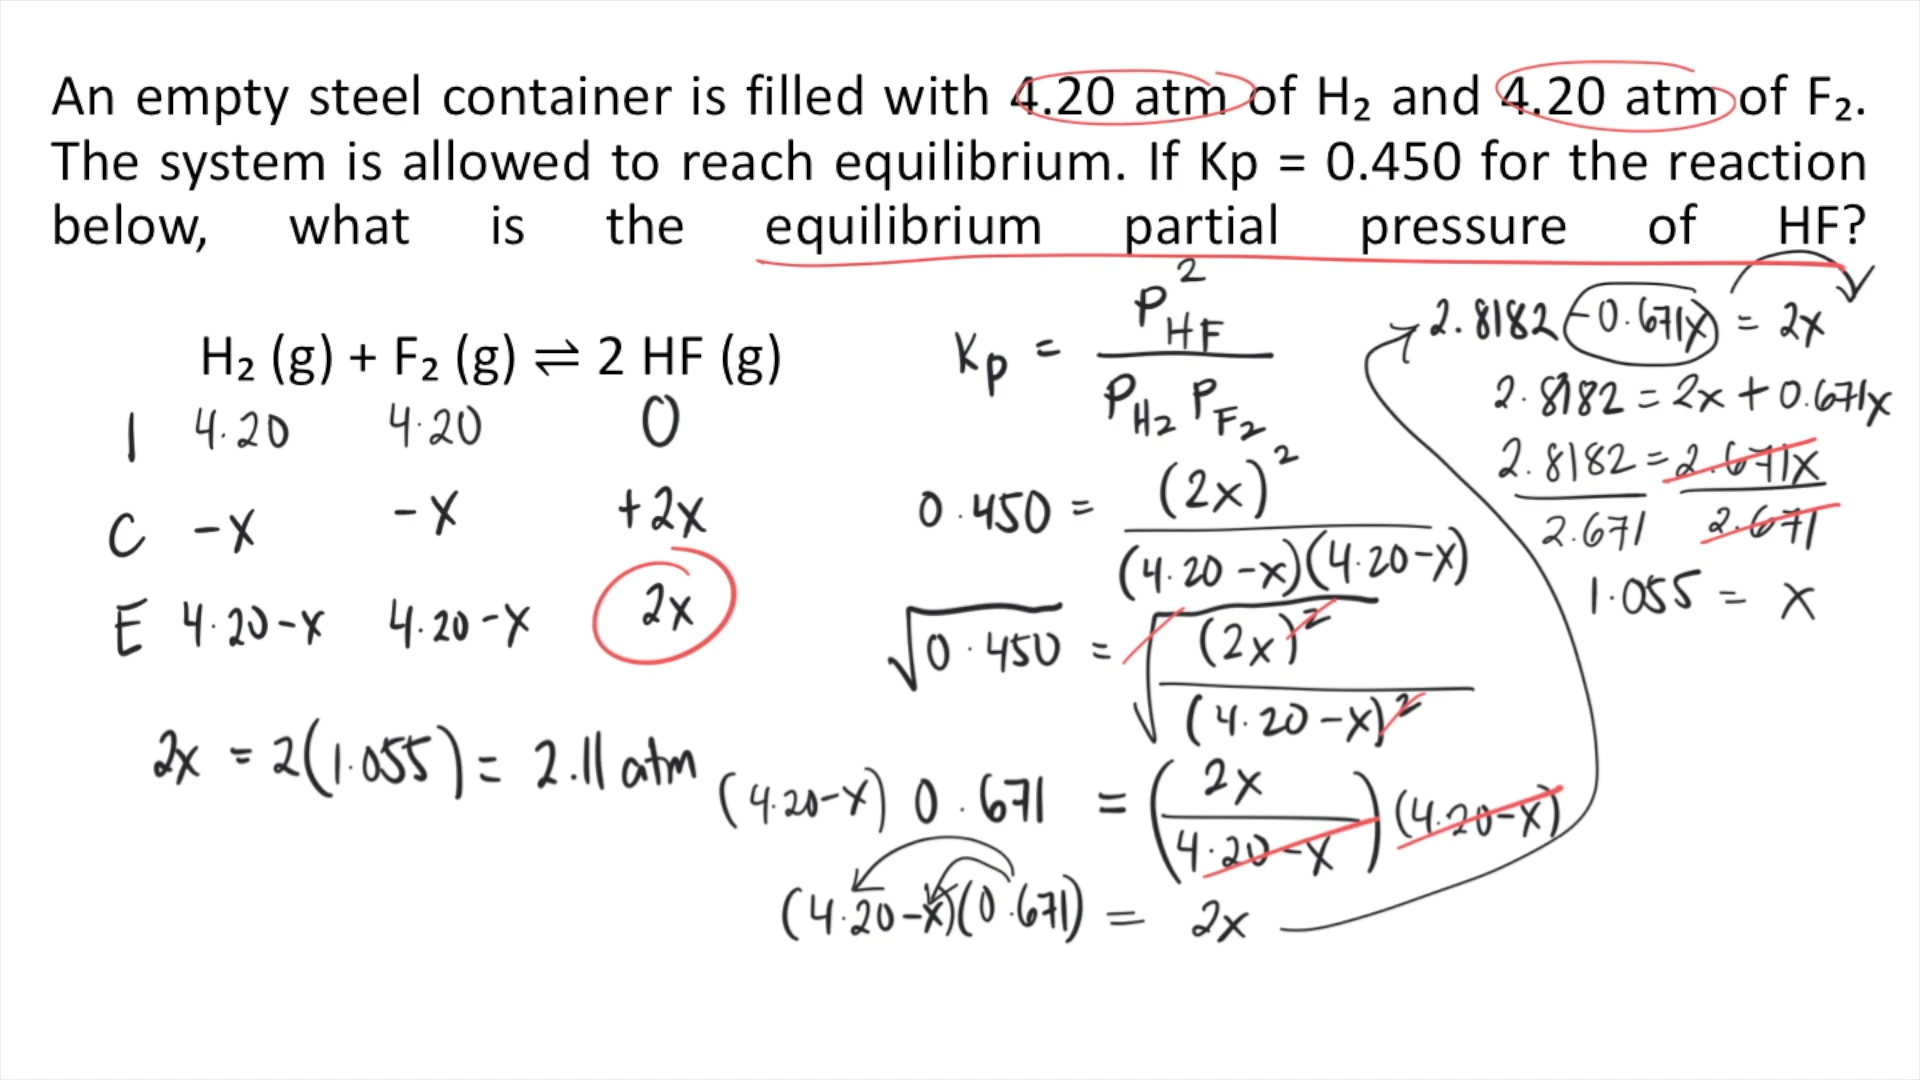 An empty steel container is filled with 4.20 atm of H₂ and 4.20 atm of F₂.
The system is allowed to reach equilibrium. If Kp = 0.450 for the reaction
below, what is the equilibrium partial pressure of HF?
H₂ (g) + F₂ (g) ⇌ 2 HF (g)
I 4.20 4.20 0
C -x -x +2x
E 4.20-x 4.20-x 2x
2x = 2(1.055) = 2.11 atm
Kp = P²HF / PH₂ PF₂
0.450 = (2x)² / (4.20-x)(4.20-x)
√0.450 = √(2x)² / (4.20-x)²
(4.20-x) 0.671 = (2x / 4.20-x) (4.20-x)
(4.20-x)(0.671) = 2x
2.8182 -0.671x = 2x
2.8182 = 2x + 0.671x
2.8182 = 2.671x
2.671 2.671
1.055 = x